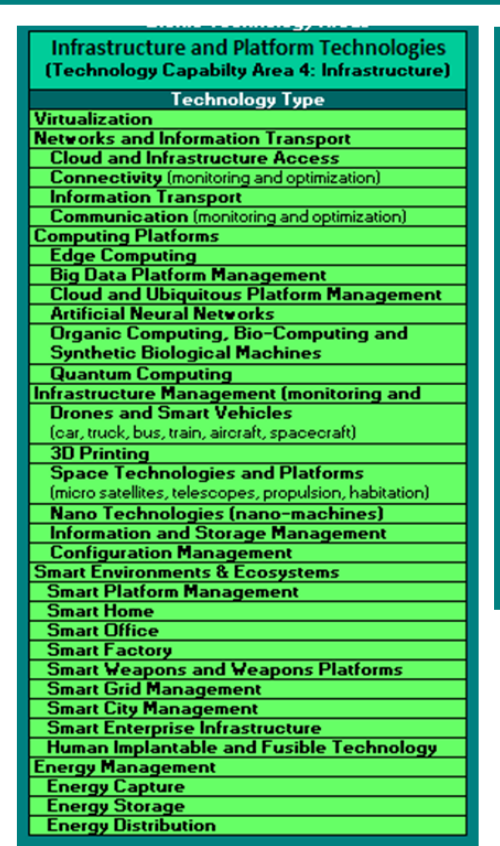 Infrastructure and Platform Technologies
(Technology Capabilty Area 4: Infrastructure)
Technology Type
Virtualization
Networks and Information Transport
Cloud and Infrastructure Access
Connectivity (monitoring and optimization)
Information Transport
Communication (monitoring and optimization)
Computing Platforms
Edge Computing
Big Data Platform Management
Cloud and Ubiquitous Platform Management
Artificial Neural Networks
Organic Computing, Bio-Computing and
Synthetic Biological Machines
Quantum Computing
Infrastructure Management (monitoring and
Drones and Smart Vehicles
(car, truck, bus, train, aircraft, spacecraft)
3D Printing
Space Technologies and Platforms
(micro satellites, telescopes, propulsion, habitation)
Nano Technologies (nano-machines)
Information and Storage Management
Configuration Management
Smart Environments & Ecosystems
Smart Platform Management
Smart Home
Smart Office
Smart Factory
Smart Weapons and Weapons Platforms
Smart Grid Management
Smart City Management
Smart Enterprise Infrastructure
Human Implantable and Fusible Technology
Energy Management
Energy Capture
Energy Storage
Energy Distribution